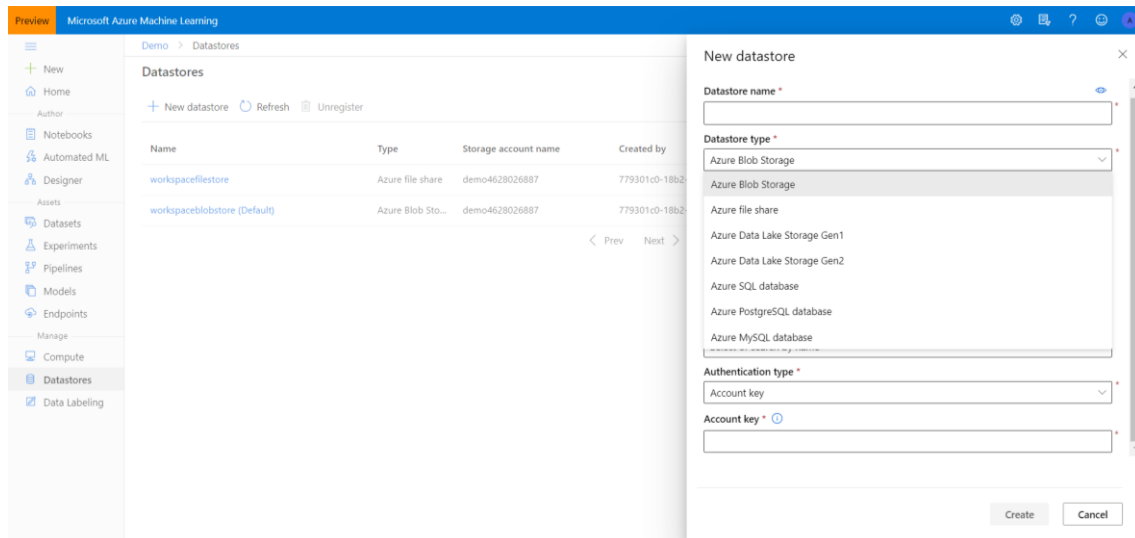 Preview Microsoft Azure Machine Learning A
New
Home
Author
Notebooks
Automated ML
Designer
Assets
Datasets
Experiments
Pipelines
Models
Endpoints
Manage
Compute
Datastores
Data Labeling
Demo > Datastores
Datastores
New datastore Refresh Unregister
Name Type Storage account name Created by
workspacefilestore Azure file share demo4628026887 779301c0-18b2-
workspaceblobstore (Default) Azure Blob Sto... demo4628026887 779301c0-18b2-
< Prev Next >
New datastore
Datastore name *
*
Datastore type *
Azure Blob Storage *
Azure Blob Storage
Azure file share
Azure Data Lake Storage Gen1
Azure Data Lake Storage Gen2
Azure SQL database
Azure PostgreSQL database
Azure MySQL database
Authentication type *
Account key *
Account key *
*
Create Cancel